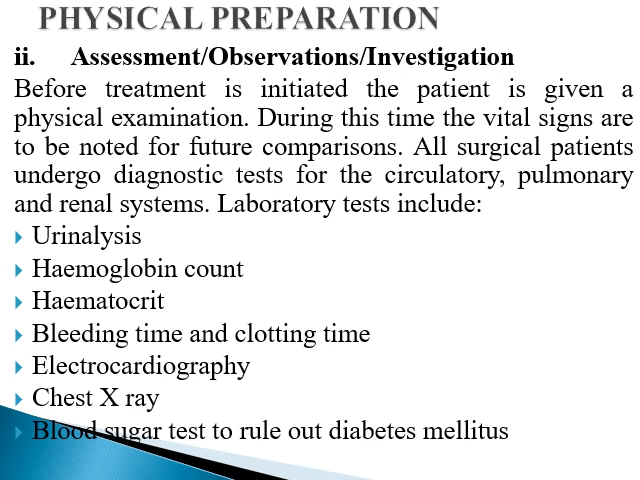 PHYSICAL PREPARATION
ii. Assessment/Observations/Investigation
Before treatment is initiated the patient is given a
physical examination. During this time the vital signs are
to be noted for future comparisons. All surgical patients
undergo diagnostic tests for the circulatory, pulmonary
and renal systems. Laboratory tests include:
Urinalysis
Haemoglobin count
Haematocrit
Bleeding time and clotting time
Electrocardiography
Chest X ray
Blood sugar test to rule out diabetes mellitus